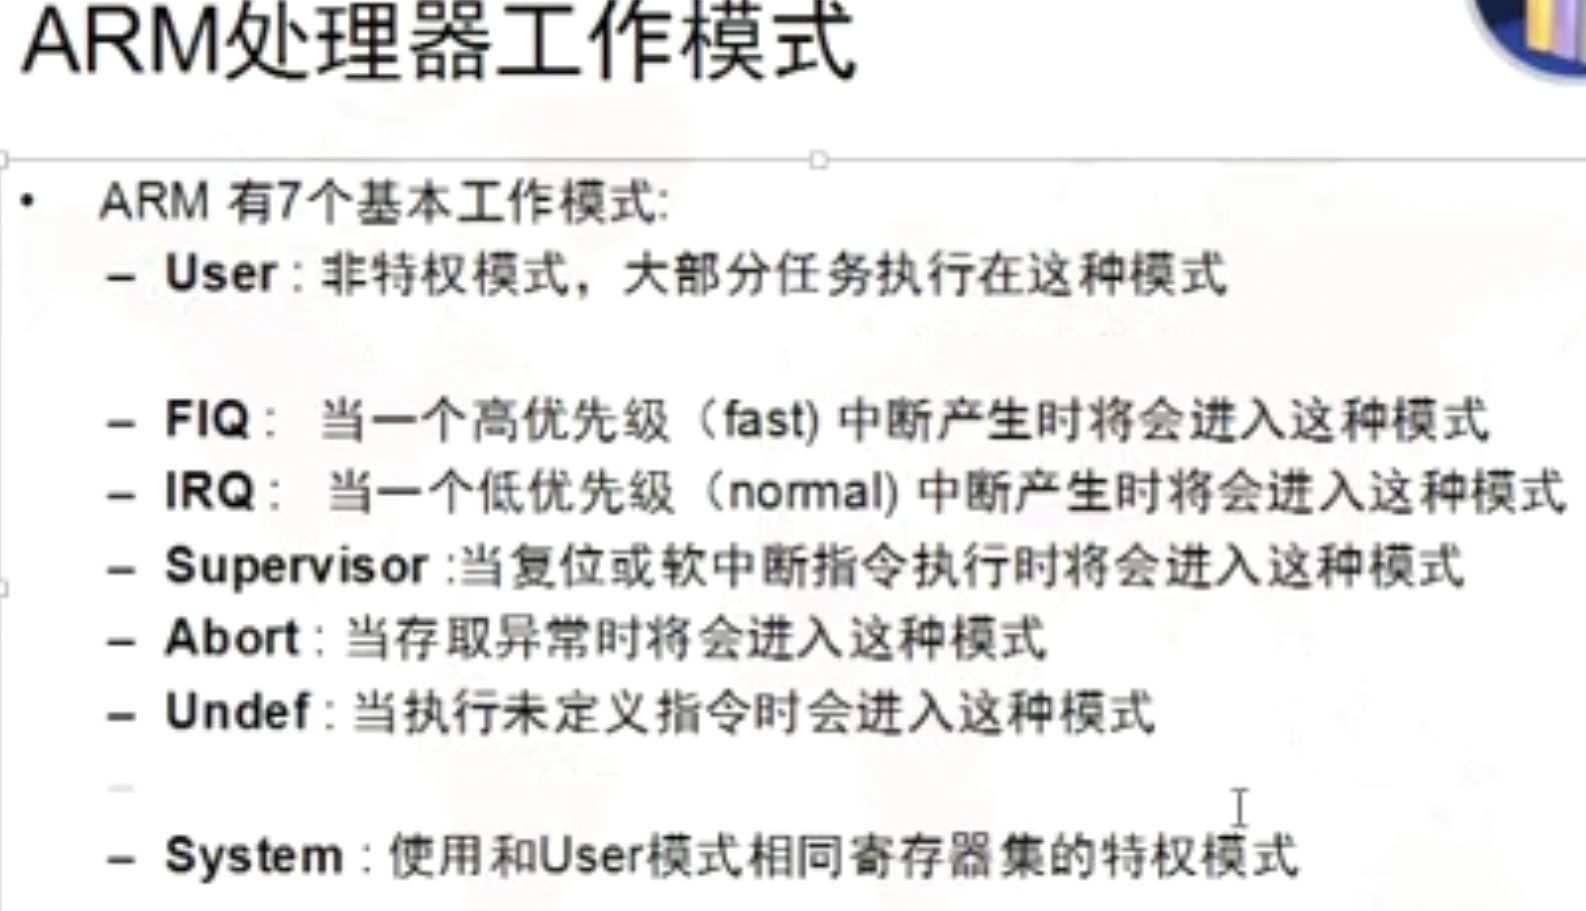 ARM处理器工作模式
• ARM 有7个基本工作模式:
– User : 非特权模式，大部分任务执行在这种模式
– FIQ : 当一个高优先级（fast) 中断产生时将会进入这种模式
– IRQ : 当一个低优先级（normal) 中断产生时将会进入这种模式
– Supervisor :当复位或软中断指令执行时将会进入这种模式
– Abort : 当存取异常时将会进入这种模式
– Undef : 当执行未定义指令时会进入这种模式
–
– System : 使用和User模式相同寄存器集的特权模式